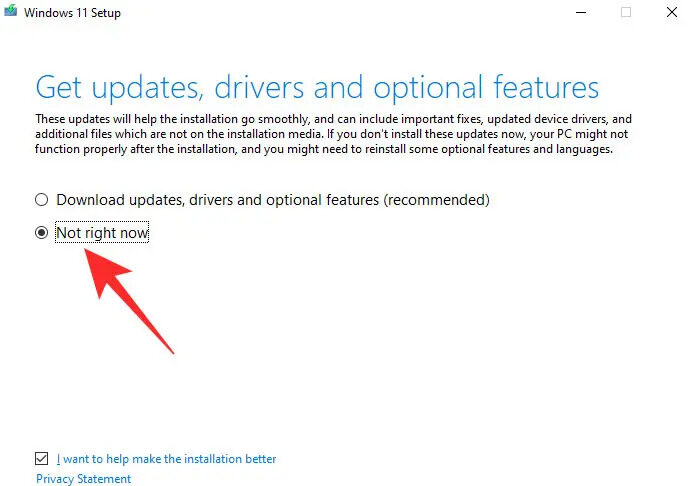 Windows 11 Setup
Get updates, drivers and optional features
These updates will help the installation go smoothly, and can include important fixes, updated device drivers, and
additional files which are not on the installation media. If you don't install these updates now, your PC might not
function properly after the installation, and you might need to reinstall some optional features and languages.
Download updates, drivers and optional features (recommended)
Not right now
I want to help make the installation better
Privacy Statement